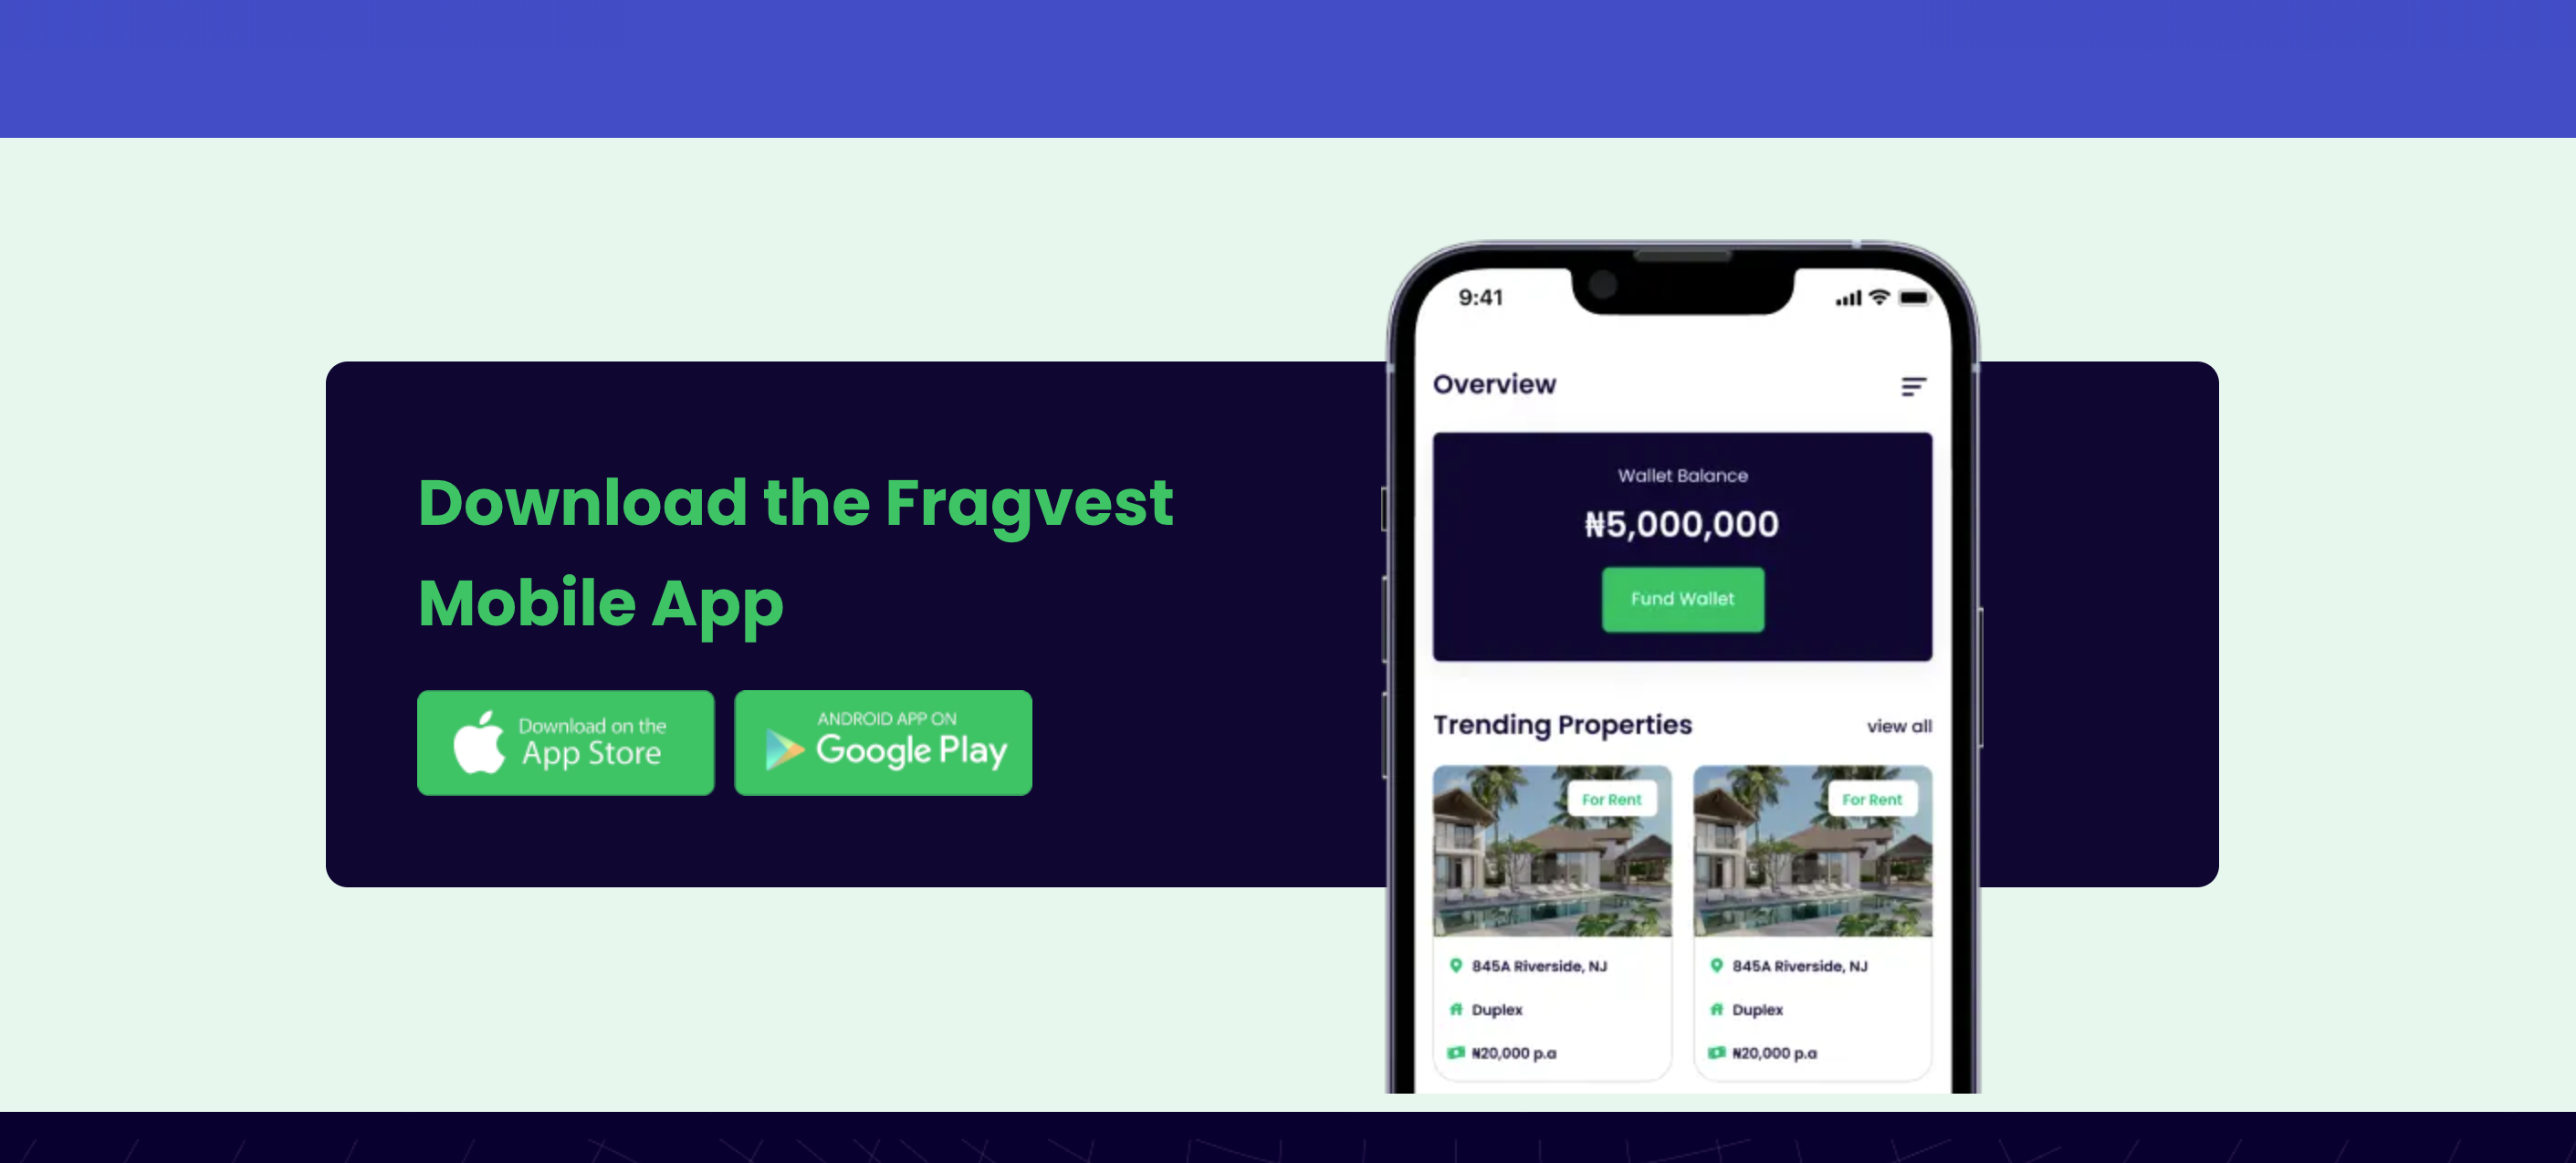 Download the Fragvest
Mobile App
Download on the
App Store
ANDROID APP ON
Google Play
9:41
Overview
Wallet Balance
₦5,000,000
Fund Wallet
Trending Properties
view all
For Rent
For Rent
845A Riverside, NJ
845A Riverside, NJ
Duplex
Duplex
₦20,000 p.a
₦20,000 p.a